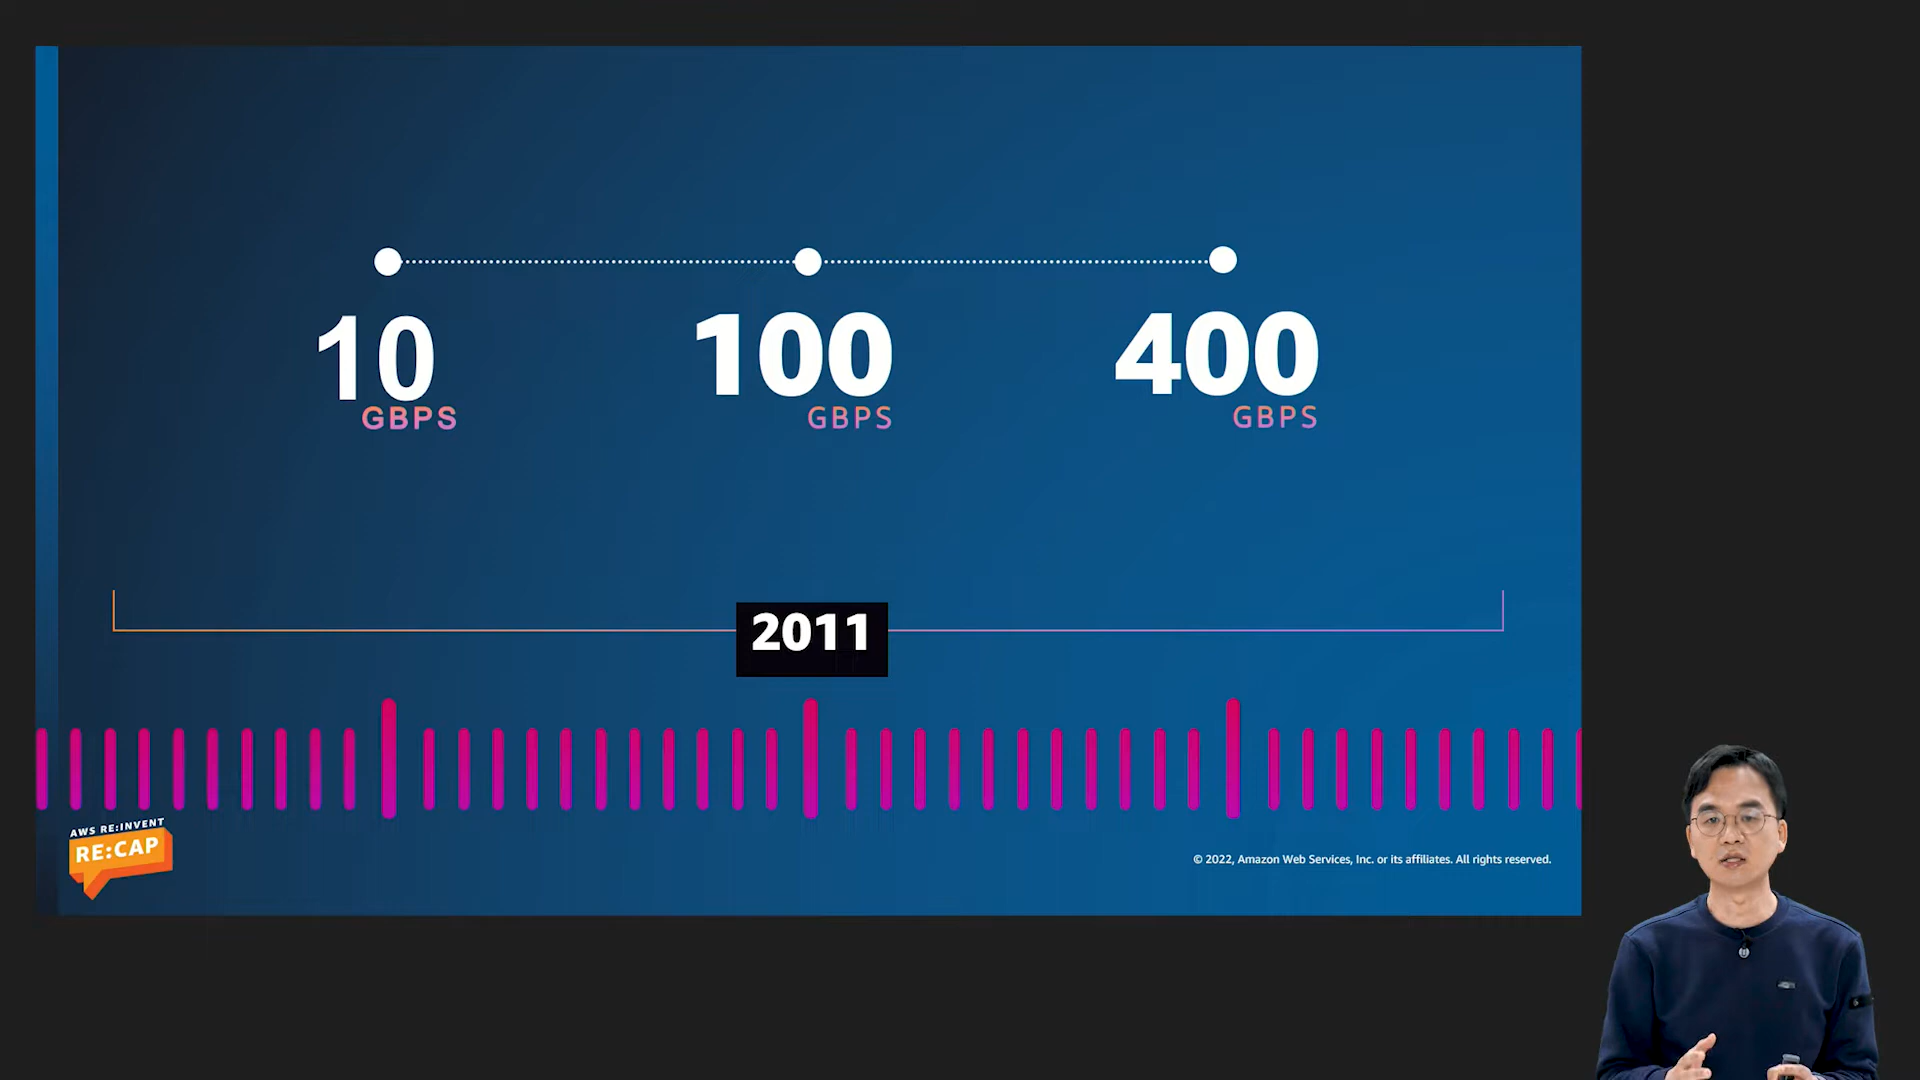 10
GBPS
100
GBPS
400
GBPS
2011
AWS RE:INVENT
RE:CAP
© 2022, Amazon Web Services, Inc. or its affiliates. All rights reserved.